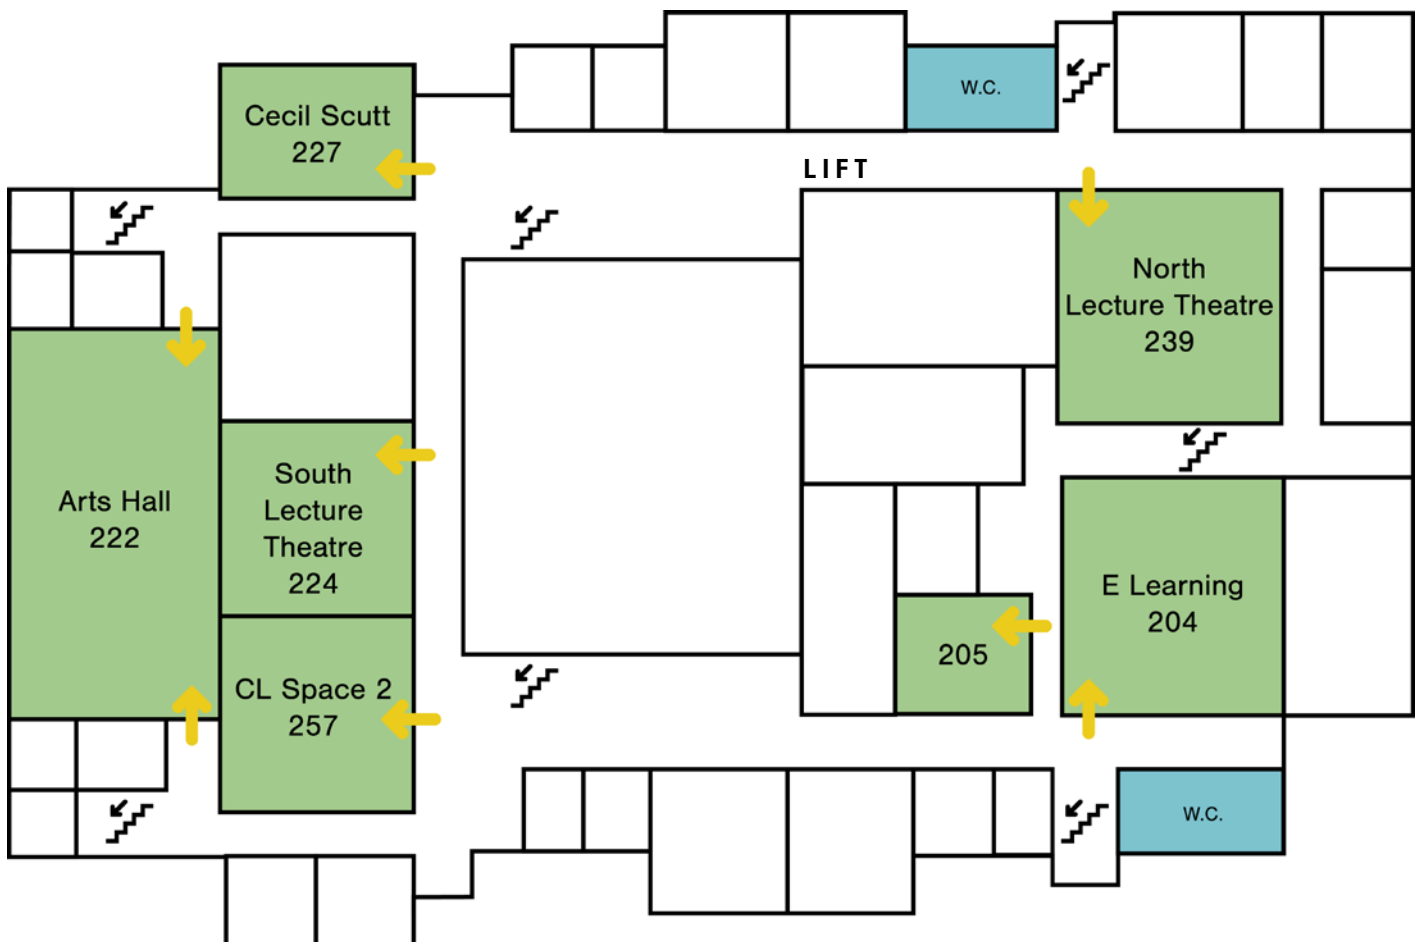 W.C.
Cecil Scutt
227
LIFT
North
Lecture Theatre
239
South
Lecture
Theatre
224
Arts Hall
222
E Learning
204
205
CL Space 2
257
W.C.